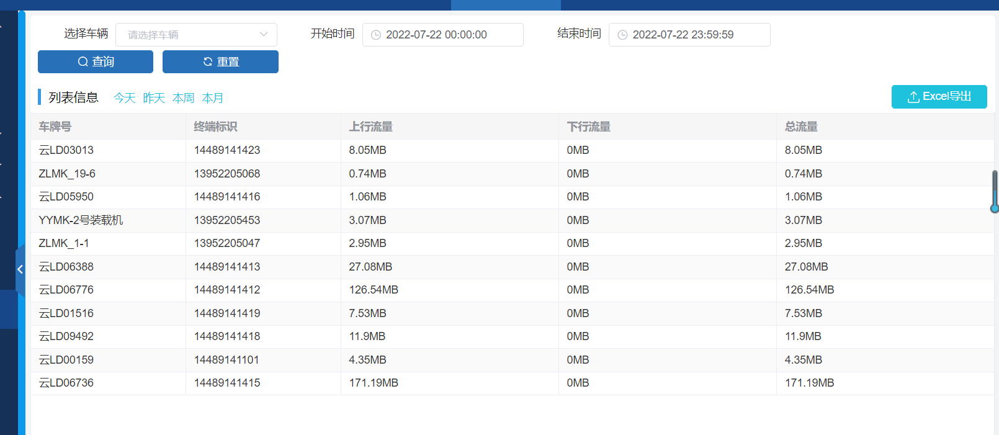 选择车辆 请选择车辆 开始时间 2022-07-22 00:00:00 结束时间 2022-07-22 23:59:59
查询 重置
列表信息 今天 昨天 本周 本月 Excel导出
车牌号 终端标识 上行流量 下行流量 总流量
云LD03013 14489141423 8.05MB 0MB 8.05MB
ZLMK_19-6 13952205068 0.74MB 0MB 0.74MB
云LD05950 14489141416 1.06MB 0MB 1.06MB
YYMK-2号装载机 13952205453 3.07MB 0MB 3.07MB
ZLMK_1-1 13952205047 2.95MB 0MB 2.95MB
云LD06388 14489141413 27.08MB 0MB 27.08MB
云LD06776 14489141412 126.54MB 0MB 126.54MB
云LD01516 14489141419 7.53MB 0MB 7.53MB
云LD09492 14489141418 11.9MB 0MB 11.9MB
云LD00159 14489141101 4.35MB 0MB 4.35MB
云LD06736 14489141415 171.19MB 0MB 171.19MB